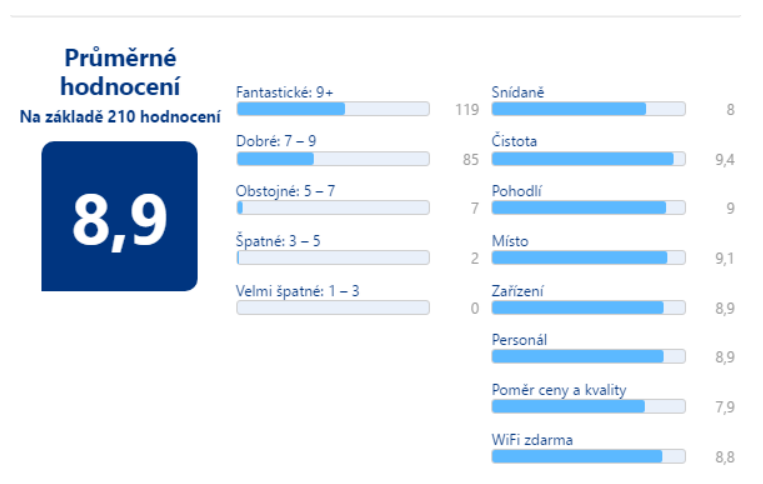 Průměrné
hodnocení
Na základě 210 hodnocení
8,9
Fantastické: 9+
119
Dobré: 7 – 9
85
Obstojné: 5 – 7
7
Špatné: 3 – 5
2
Velmi špatné: 1 – 3
0
Snídaně
8
Čistota
9,4
Pohodlí
9
Místo
9,1
Zařízení
8,9
Personál
8,9
Poměr ceny a kvality
7,9
WiFi zdarma
8,8